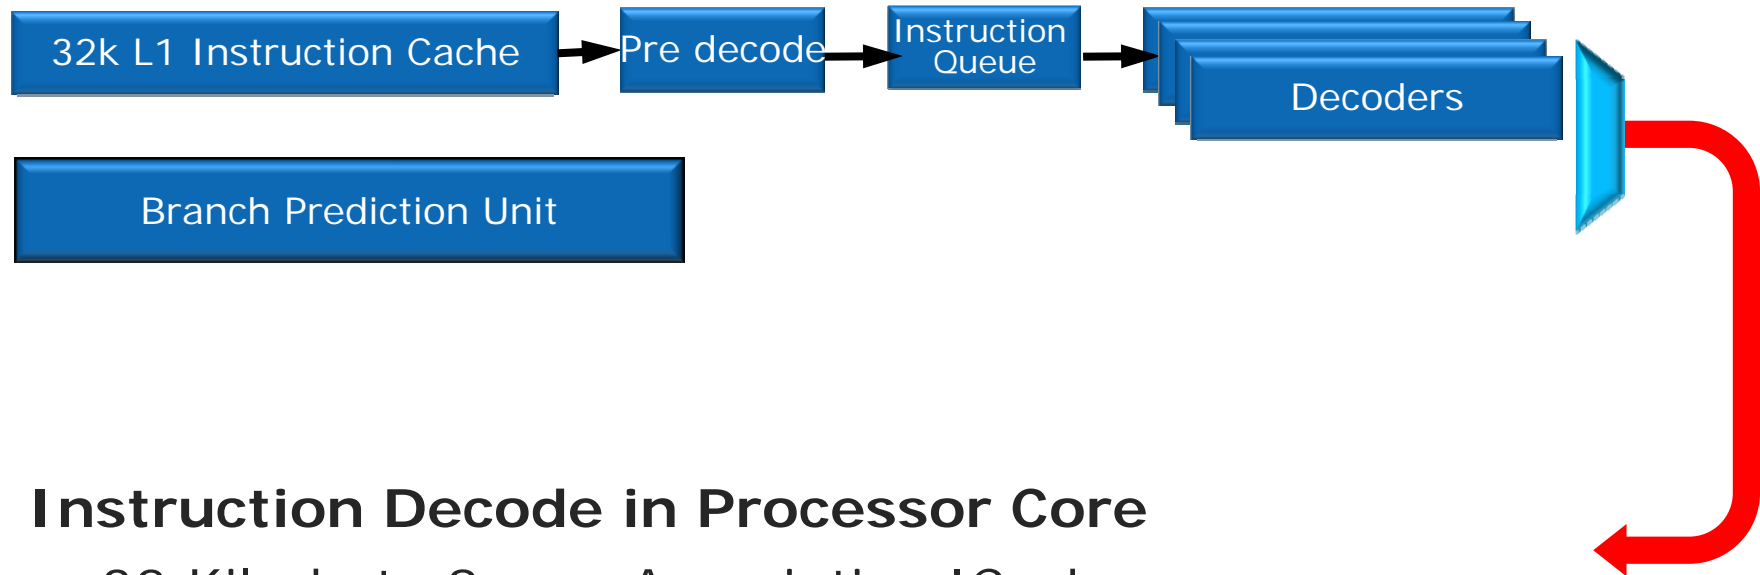 32k L1 Instruction Cache
Pre decode
Instruction
Queue
Decoders
Branch Prediction Unit
Instruction Decode in Processor Core